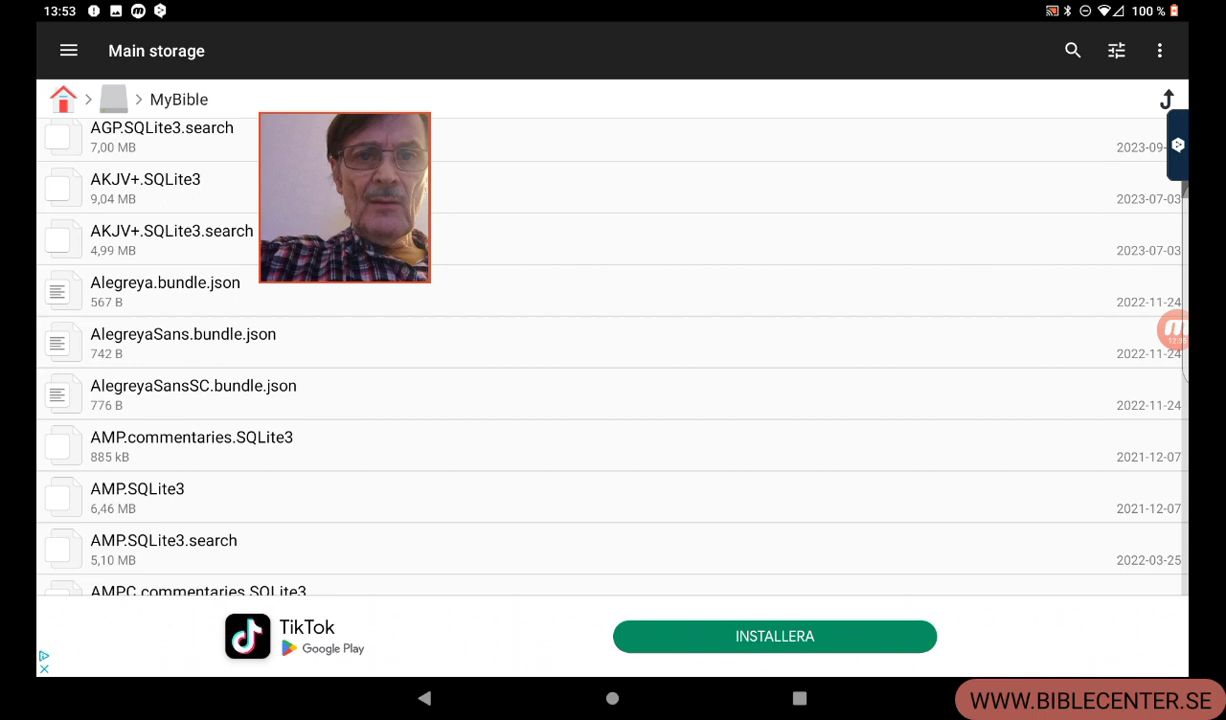 13:53
100 %
Main storage
MyBible
AGP.SQLite3.search
7,00 MB
2023-09-
AKJV+.SQLite3
9,04 MB
2023-07-03
AKJV+.SQLite3.search
4,99 MB
2023-07-03
Alegreya.bundle.json
567 B
2022-11-24
AlegreyaSans.bundle.json
742 B
2022-11-24
AlegreyaSansSC.bundle.json
776 B
2022-11-24
AMP.commentaries.SQLite3
885 kB
2021-12-07
AMP.SQLite3
6,46 MB
2021-12-07
AMP.SQLite3.search
5,10 MB
2022-03-25
AMPC.commentaries.SQLite3
TikTok
Google Play
INSTALLERA
WWW.BIBLECENTER.SE